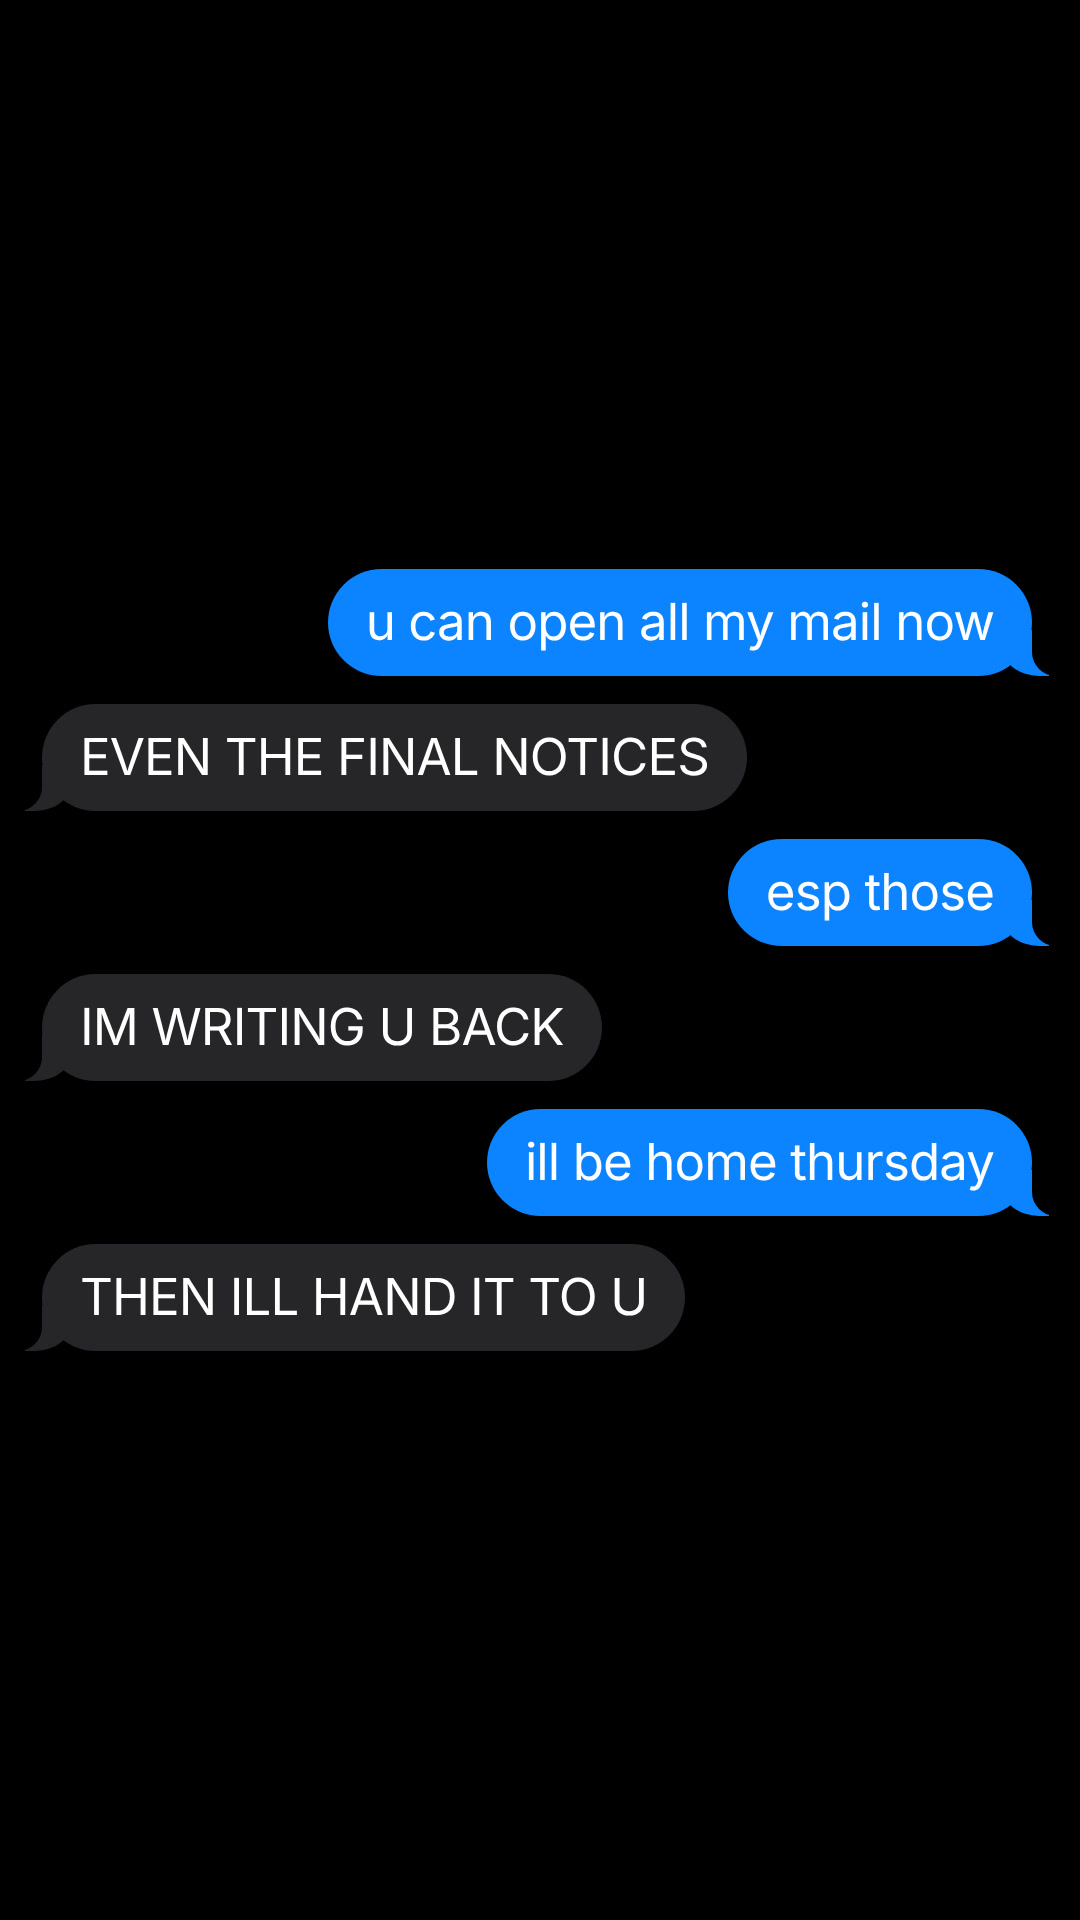 u can open all my mail now
EVEN THE FINAL NOTICES
esp those
IM WRITING U BACK
ill be home thursday
THEN ILL HAND IT TO U